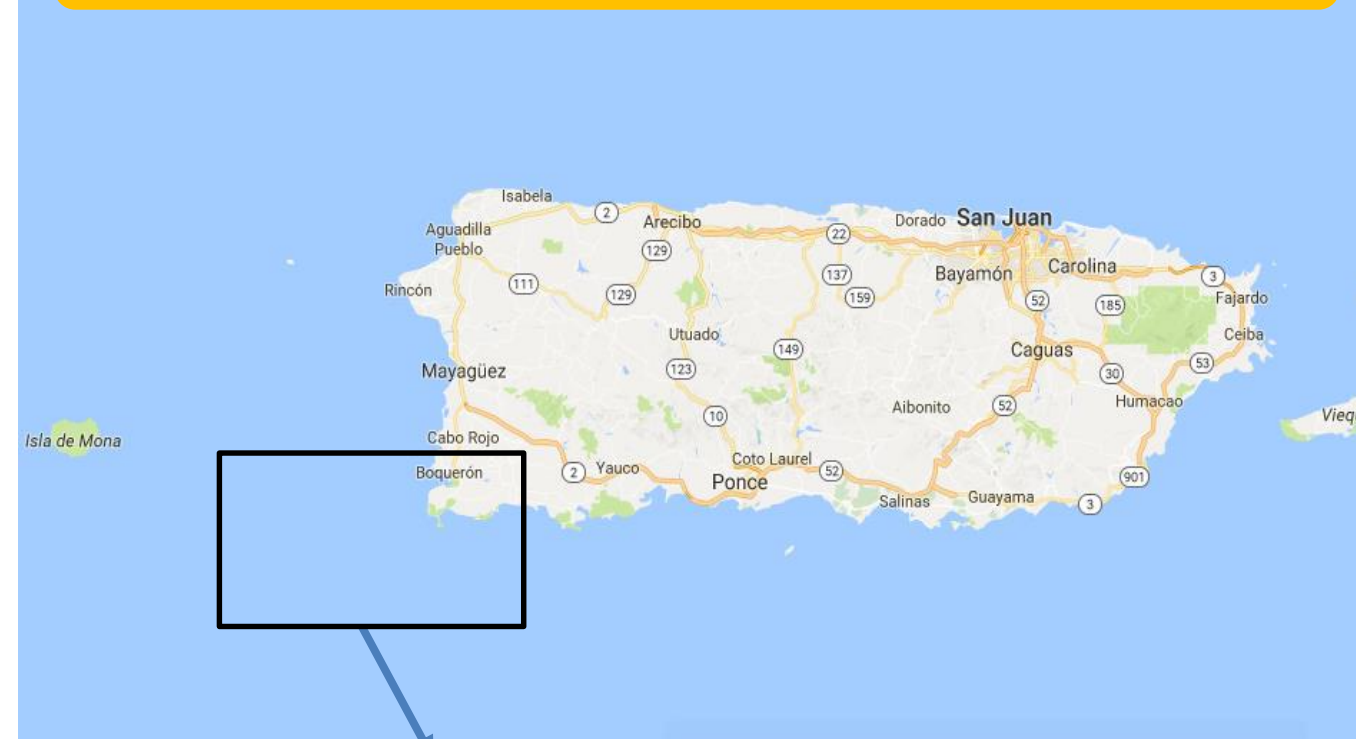 Isabela
2
Arecibo
Dorado
San Juan
Aguadilla
Pueblo
129
22
Bayamón
Carolina
3
Rincón
111
129
137
159
52
185
Fajardo
Utuado
149
Caguas
Ceiba
Mayagüez
123
30
53
10
Aibonito
52
Humacao
Isla de Mona
Cabo Rojo
Vieq
Boquerón
2
Yauco
Coto Laurel
52
Ponce
901
Salinas
Guayama
3